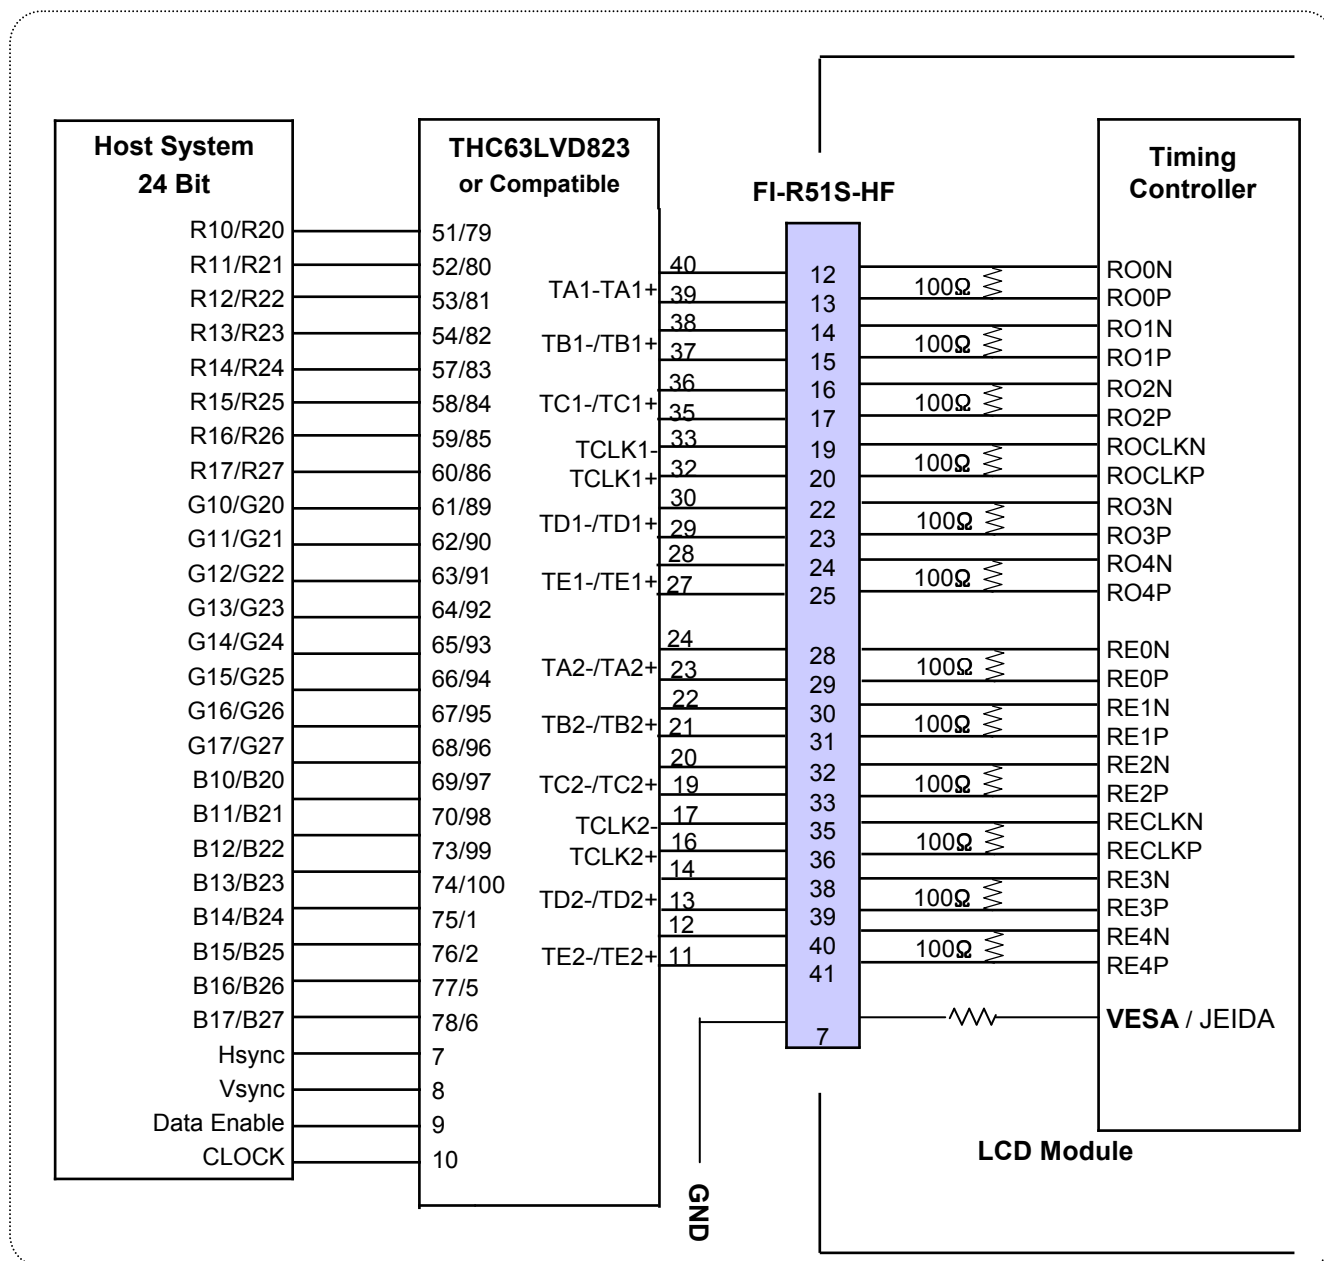 Host System
24 Bit
R10/R20
R11/R21
R12/R22
R13/R23
R14/R24
R15/R25
R16/R26
R17/R27
G10/G20
G11/G21
G12/G22
G13/G23
G14/G24
G15/G25
G16/G26
G17/G27
B10/B20
B11/B21
B12/B22
B13/B23
B14/B24
B15/B25
B16/B26
B17/B27
Hsync
Vsync
Data Enable
CLOCK
THC63LVD823
or Compatible
51/79
52/80
53/81
54/82
57/83
58/84
59/85
60/86
61/89
62/90
63/91
64/92
65/93
66/94
67/95
68/96
69/97
70/98
73/99
74/100
75/1
76/2
77/5
78/6
7
8
9
10
TA1-TA1+
TB1-/TB1+
TC1-/TC1+
TCLK1-
TCLK1+
TD1-/TD1+
TE1-/TE1+
TA2-/TA2+
TB2-/TB2+
TC2-/TC2+
TCLK2-
TCLK2+
TD2-/TD2+
TE2-/TE2+
40
39
38
37
36
35
33
32
30
29
28
27
24
23
22
21
20
19
17
16
14
13
12
11
GND
FI-R51S-HF
12
13
14
15
16
17
19
20
22
23
24
25
28
29
30
31
32
33
35
36
38
39
40
41
7
100Ω
100Ω
100Ω
100Ω
100Ω
100Ω
100Ω
100Ω
100Ω
100Ω
100Ω
100Ω
Timing
Controller
RO0N
RO0P
RO1N
RO1P
RO2N
RO2P
ROCLKN
ROCLKP
RO3N
RO3P
RO4N
RO4P
RE0N
RE0P
RE1N
RE1P
RE2N
RE2P
RECLKN
RECLKP
RE3N
RE3P
RE4N
RE4P
VESA / JEIDA
LCD Module